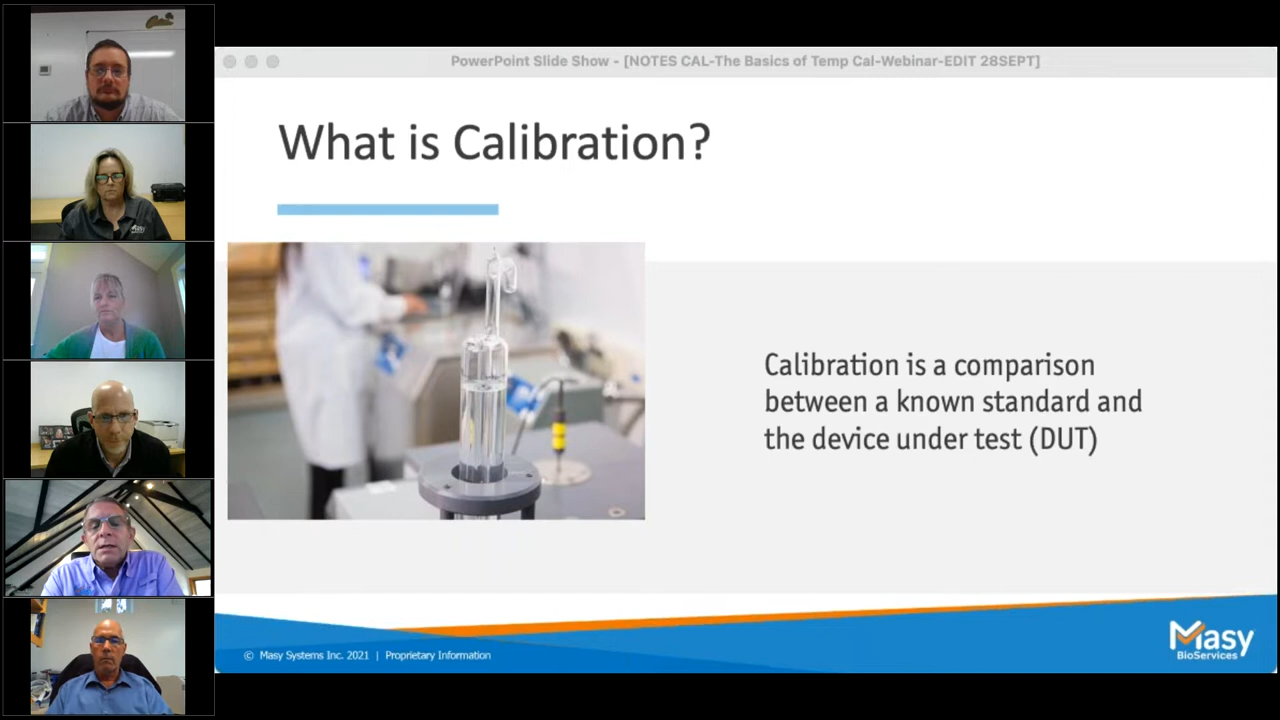 PowerPoint Slide Show - [NOTES CAL-The Basics of Temp Cal-Webinar-EDIT 28SEPT]
What is Calibration?
Calibration is a comparison
between a known standard and
the device under test (DUT)
Masy
© Masy Systems Inc. 2021 | Proprietary Information
Masy
BioServices